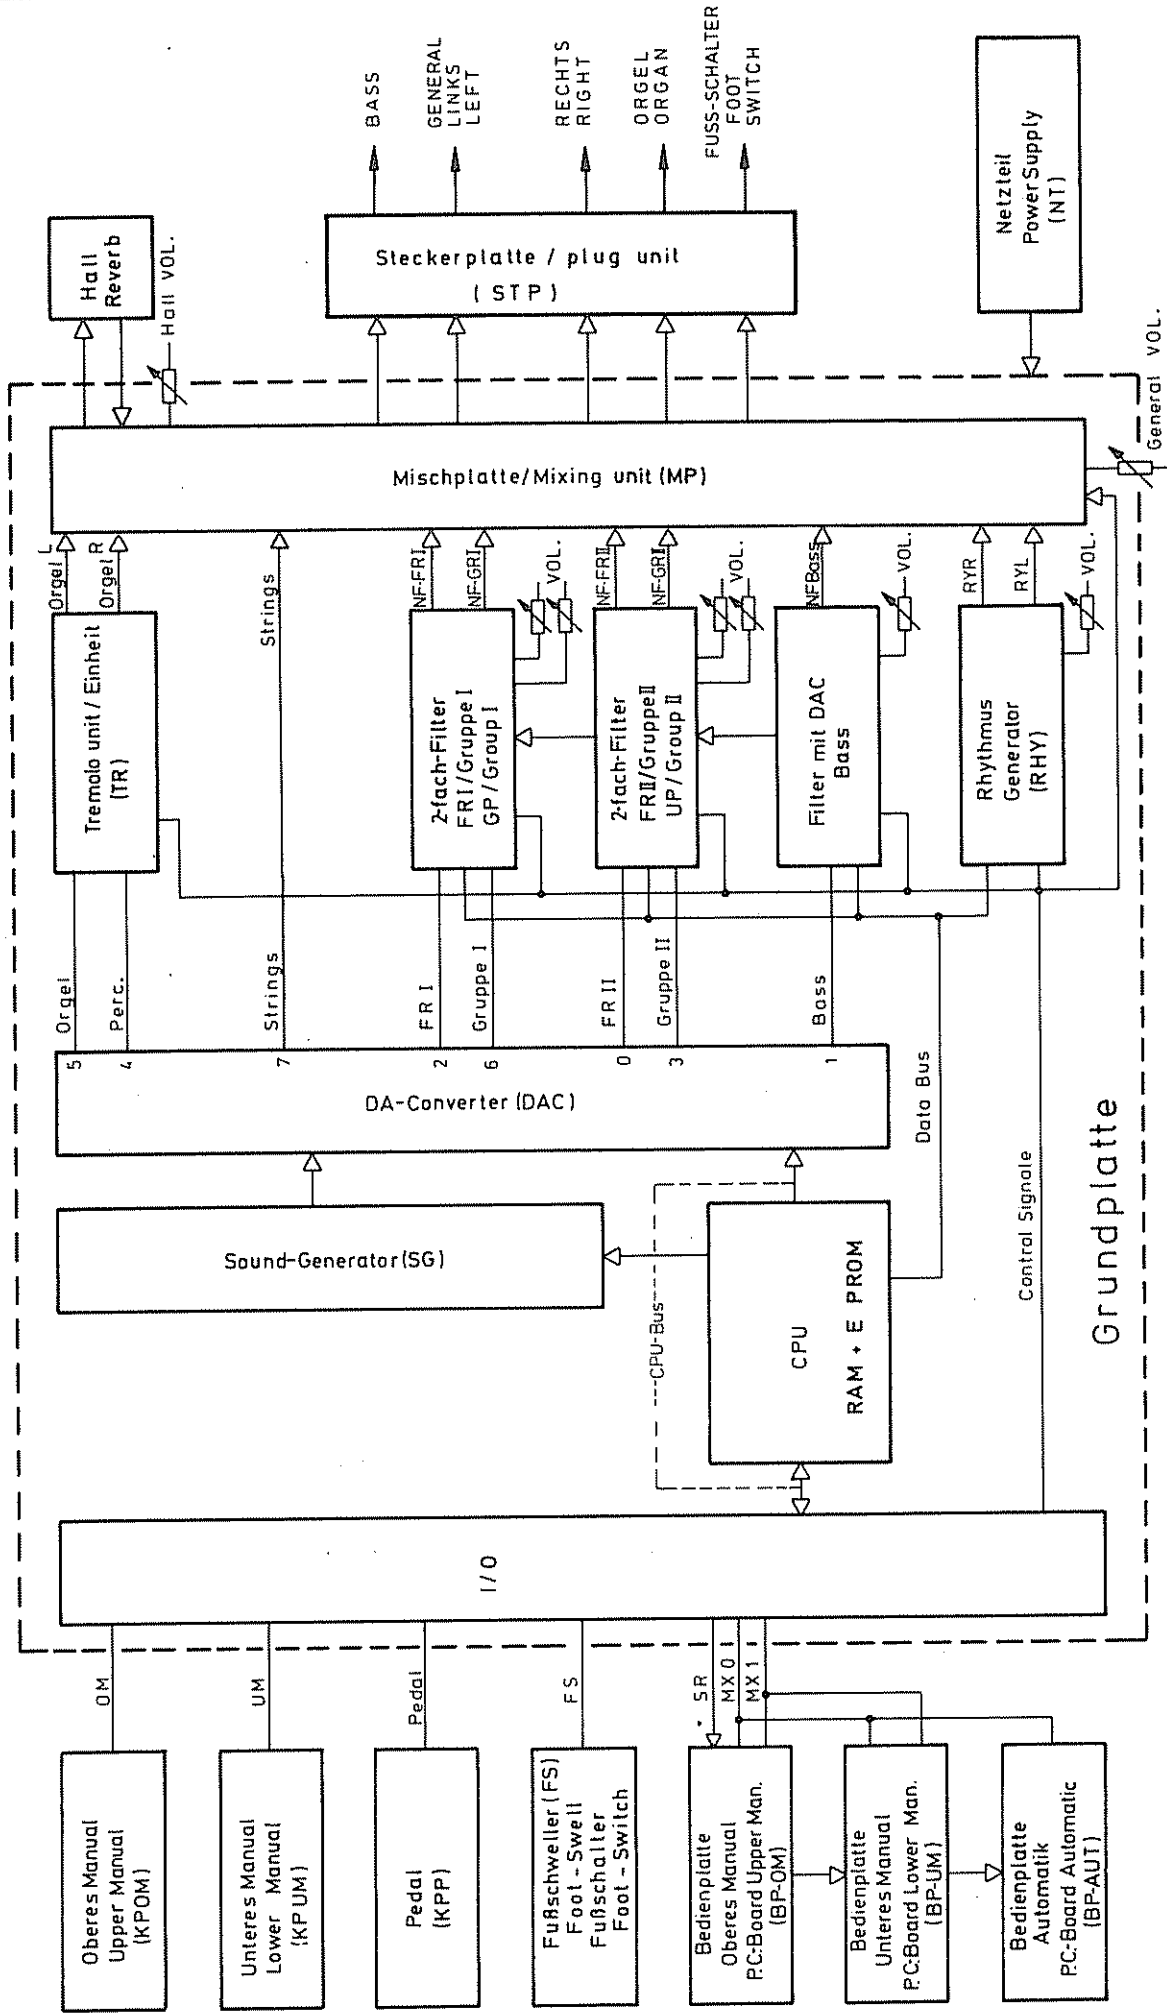 Oberes Manual
Upper Manual
(KPOM)
Unteres Manual
Lower Manual
(KPUM)
Pedal
(KPP)
Fußschweller (FS)
Foot - Swell
Fußschalter
Foot - Switch
Bedienplatte
Oberes Manual
P.C.-Board Upper Man.
(BP-OM)
Bedienplatte
Unteres Manual
P.C.-Board Lower Man.
(BP-UM)
Bedienplatte
Automatik
P.C.-Board Automatic
(BP-AUT)
OM
UM
Pedal
FS
SR
MX 0
MX 1
I/O
CPU-Bus
CPU
RAM + E PROM
Sound-Generator (SG)
DA-Converter (DAC)
5
4
7
2
6
0
3
1
Orgel
Perc.
Strings
FR I
Gruppe I
FR II
Gruppe II
Bass
Data Bus
Control Signale
Grundplatte
Tremolo unit / Einheit
(TR)
2-fach-Filter
FR I / Gruppe I
GP / Group I
2-fach-Filter
FR II / Gruppe II
UP / Group II
Filter mit DAC
Bass
Rhythmus
Generator
(RHY)
Orgel L
Orgel R
Strings
NF-FR I
NF-GR I
VOL.
NF-FR II
NF-GR II
VOL.
NF Bass
VOL.
RYR
RYL
VOL.
Mischplatte/Mixing unit (MP)
General VOL.
Hall VOL.
Hall
Reverb
Steckerplatte / plug unit
( STP )
Netzteil
Power Supply
(NT)
BASS
GENERAL
LINKS
LEFT
RECHTS
RIGHT
ORGEL
ORGAN
FUSS-SCHALTER
FOOT
SWITCH